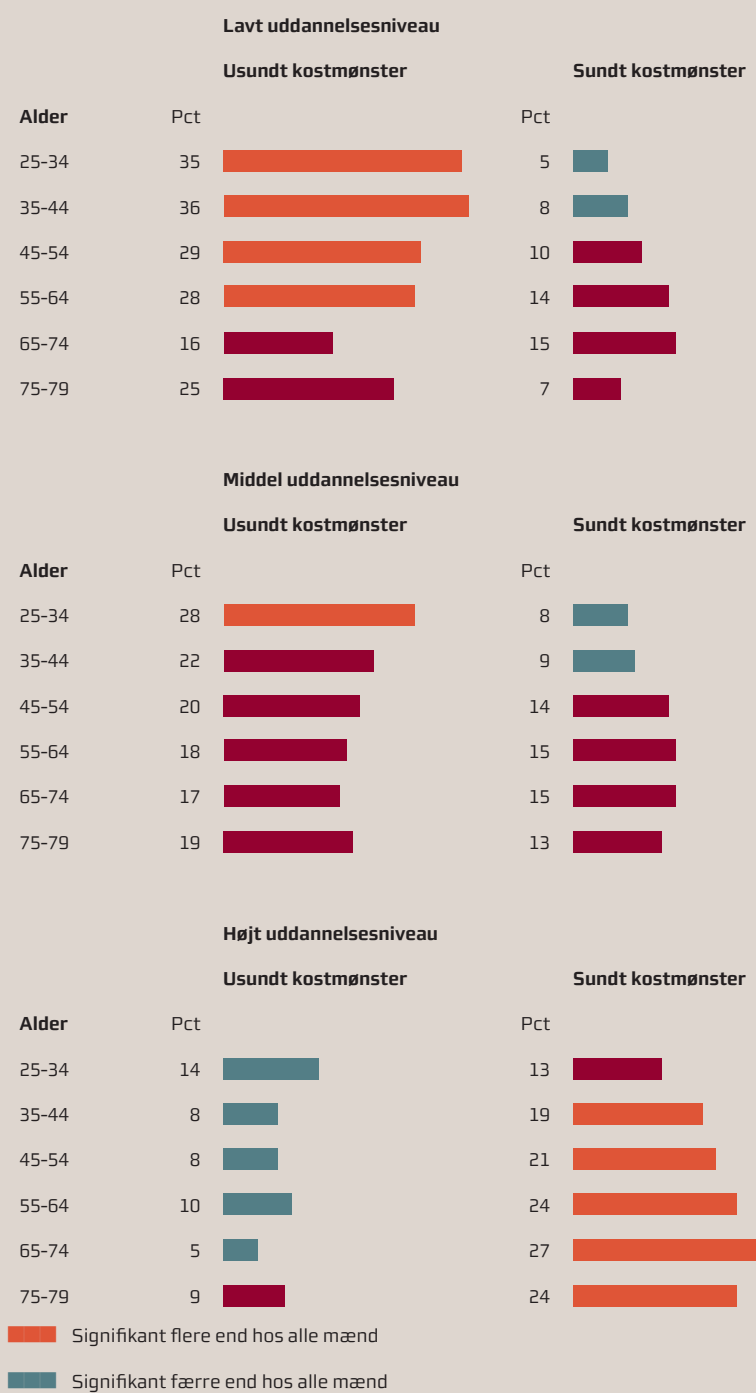 Lavt uddannelsesniveau
Usundt kostmønster Sundt kostmønster
Alder Pct Pct
25-34 35 5
35-44 36 8
45-54 29 10
55-64 28 14
65-74 16 15
75-79 25 7
Middel uddannelsesniveau
Usundt kostmønster Sundt kostmønster
Alder Pct Pct
25-34 28 8
35-44 22 9
45-54 20 14
55-64 18 15
65-74 17 15
75-79 19 13
Højt uddannelsesniveau
Usundt kostmønster Sundt kostmønster
Alder Pct Pct
25-34 14 13
35-44 8 19
45-54 8 21
55-64 10 24
65-74 5 27
75-79 9 24
Signifikant flere end hos alle mænd
Signifikant færre end hos alle mænd